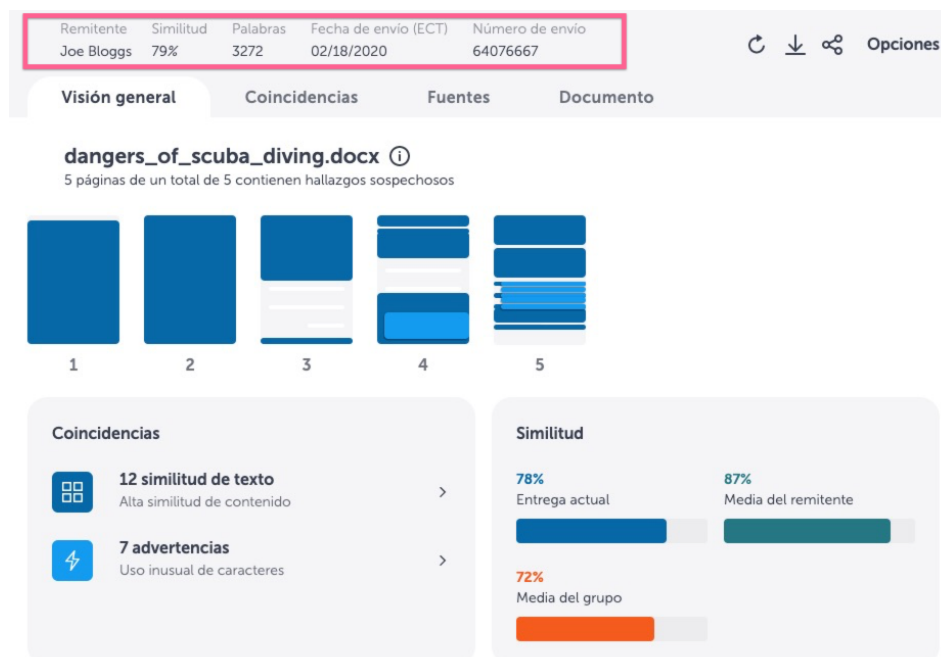 Remitente Similitud Palabras Fecha de envío (ECT) Número de envío
Joe Bloggs 79% 3272 02/18/2020 64076667
Opciones
Visión general Coincidencias Fuentes Documento
dangers_of_scuba_diving.docx
5 páginas de un total de 5 contienen hallazgos sospechosos
1 2 3 4 5
Coincidencias
12 similitud de texto
Alta similitud de contenido
7 advertencias
Uso inusual de caracteres
Similitud
78% 87%
Entrega actual Media del remitente
72%
Media del grupo